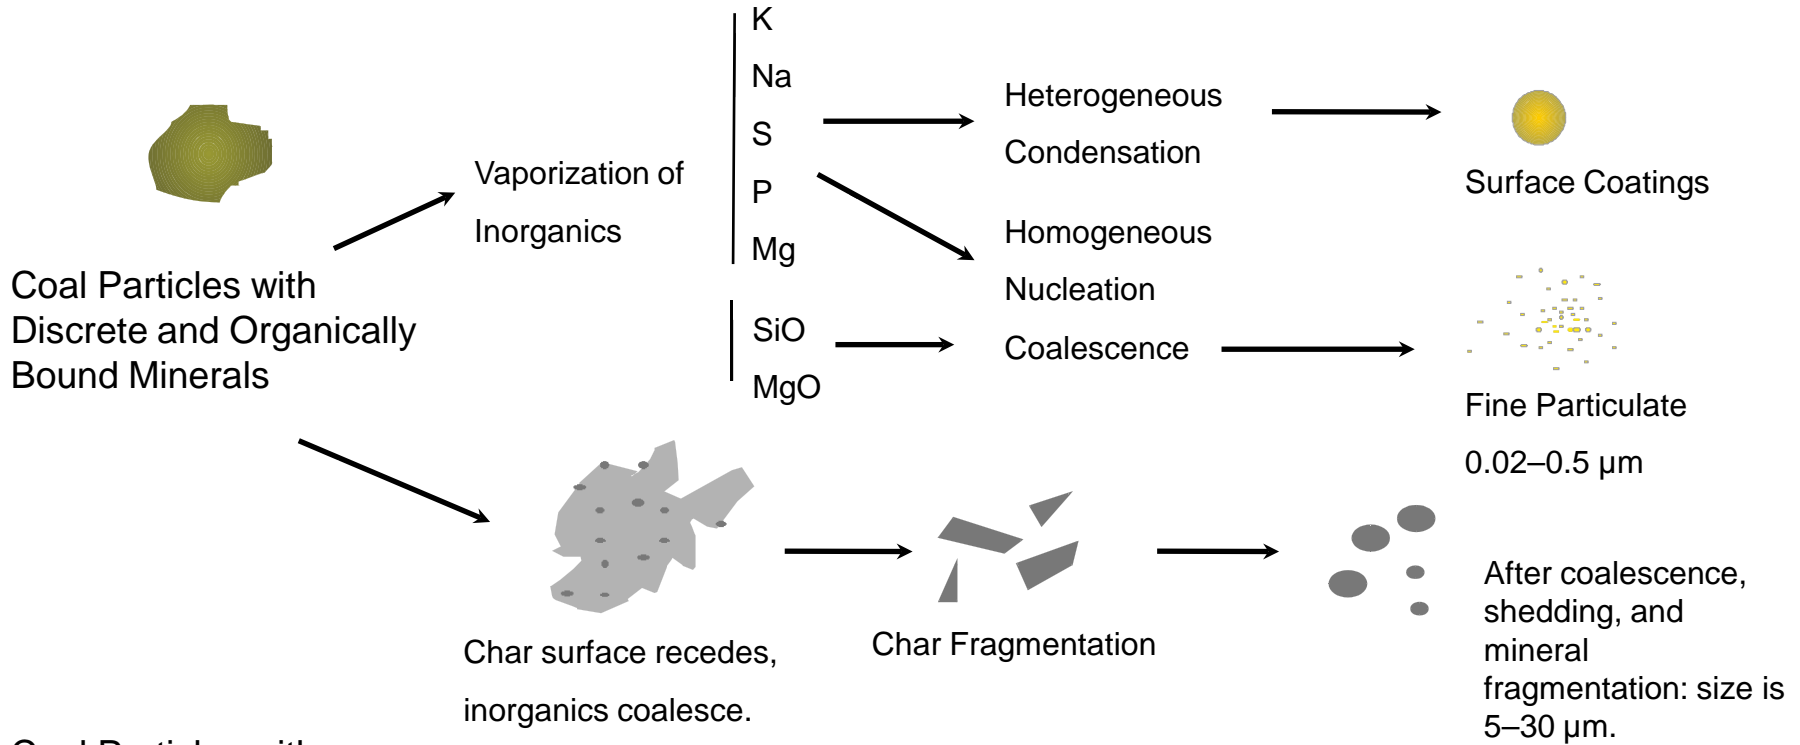 K
Na
S
P
Mg
SiO
MgO
Vaporization of
Inorganics
Heterogeneous
Condensation
Homogeneous
Nucleation
Coalescence
Surface Coatings
Fine Particulate
0.02–0.5 µm
Coal Particles with
Discrete and Organically
Bound Minerals
Char surface recedes,
inorganics coalesce.
Char Fragmentation
After coalescence,
shedding, and
mineral
fragmentation: size is
5–30 µm.